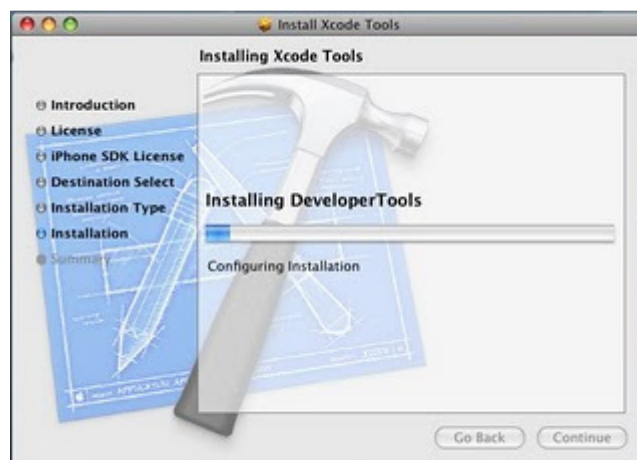 Install Xcode Tools
Installing Xcode Tools
Introduction
License
iPhone SDK License
Destination Select
Installation Type
Installation
Summary
Installing DeveloperTools
Configuring Installation
Go Back
Continue